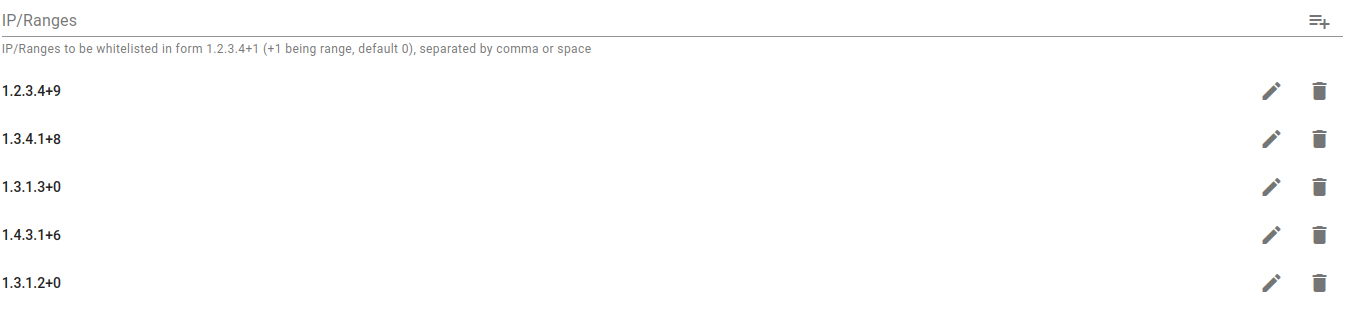 IP/Ranges
IP/Ranges to be whitelisted in form 1.2.3.4+1 (+1 being range, default 0), separated by comma or space
1.2.3.4+9
1.3.4.1+8
1.3.1.3+0
1.4.3.1+6
1.3.1.2+0